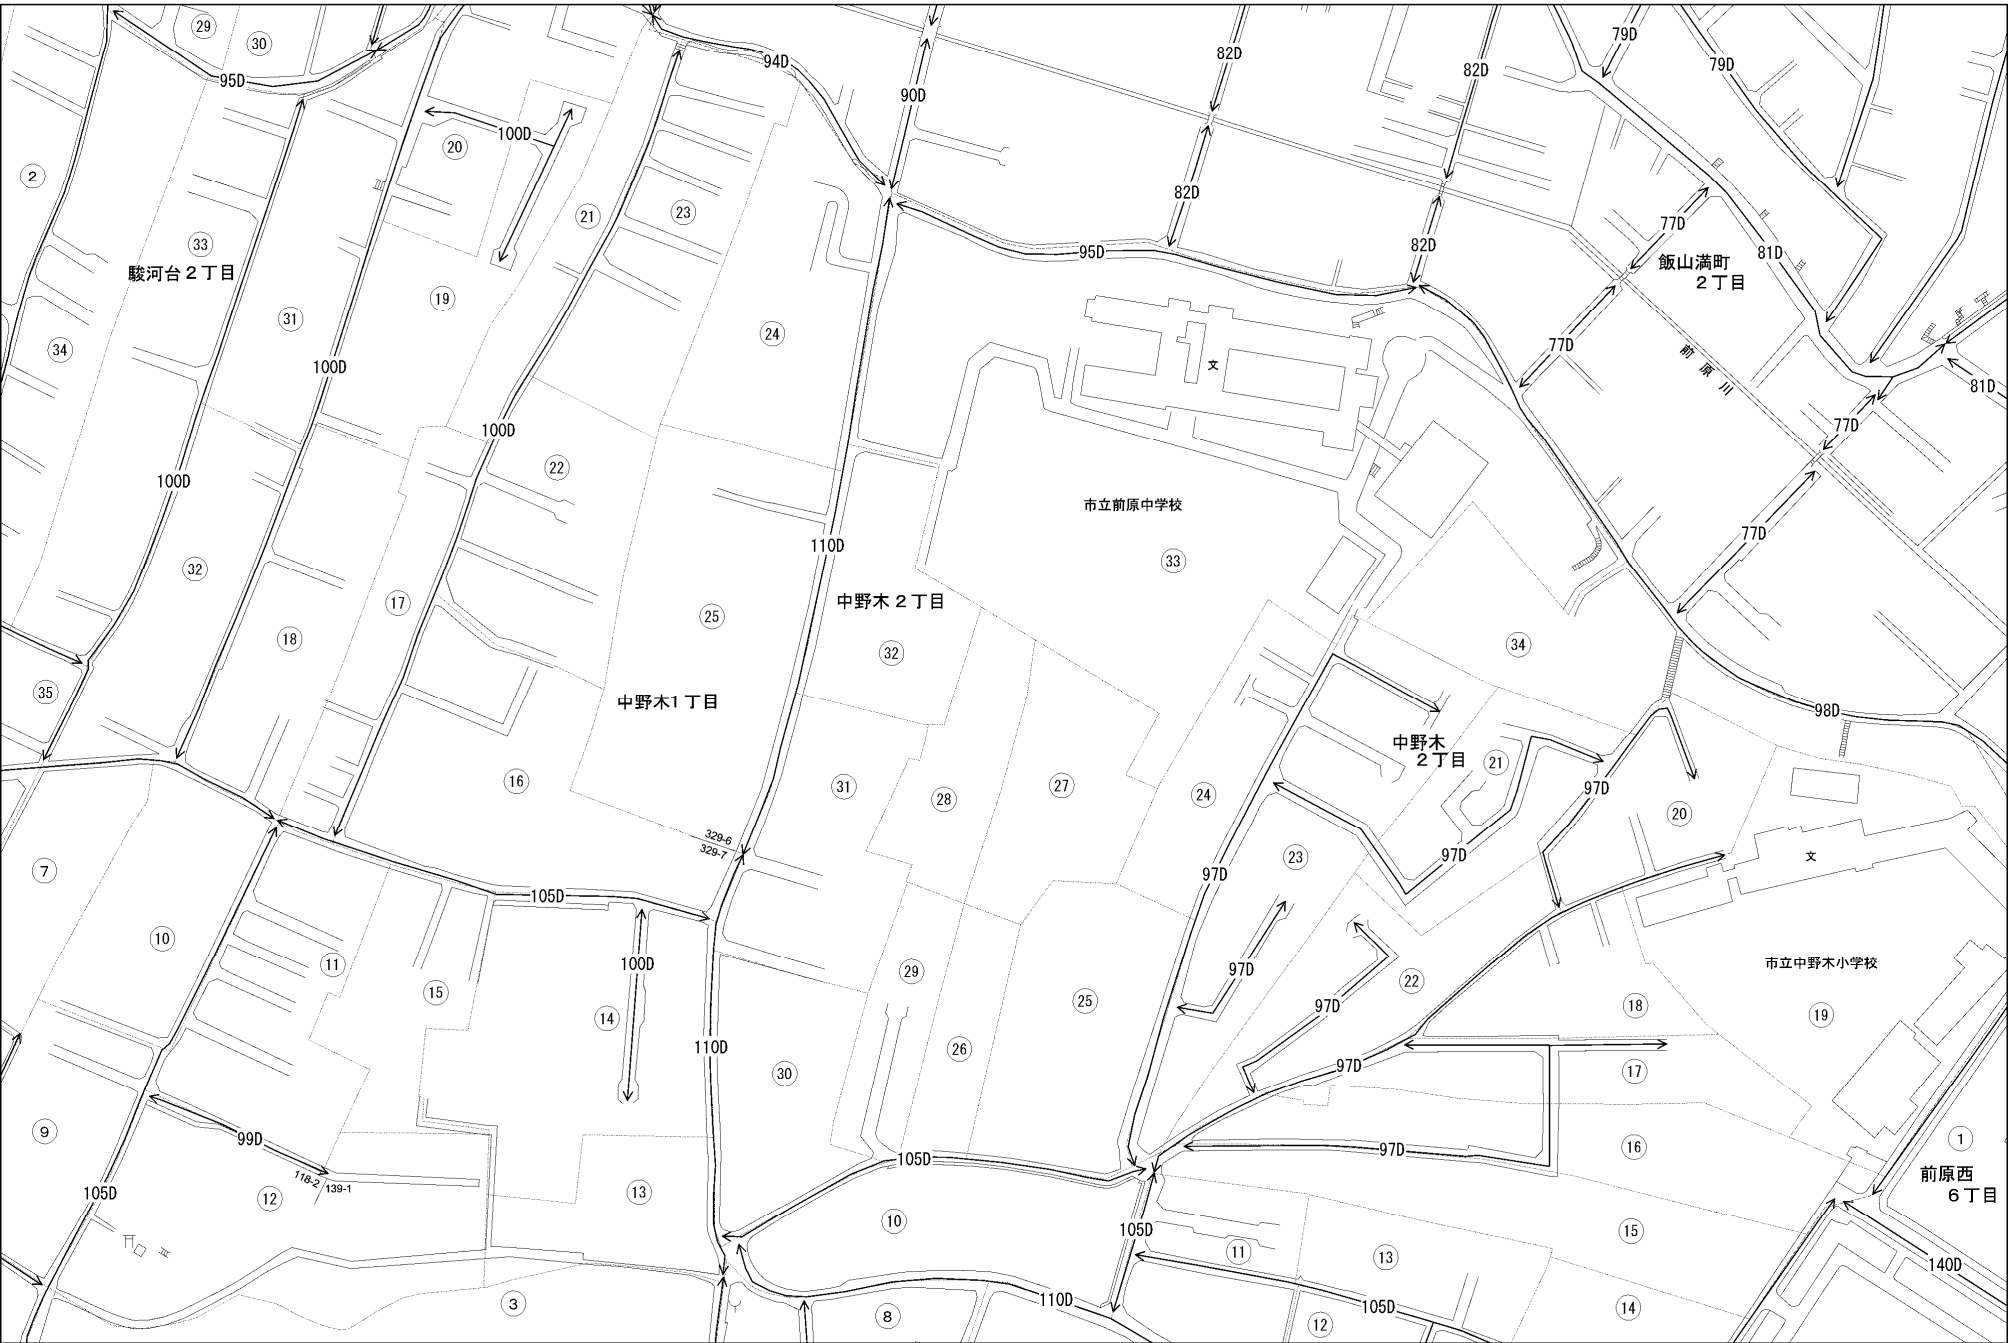 29
30
95D
94D
90D
82D
82D
79D
79D
2
20
100D
21
23
82D
33
駿河台2丁目
19
31
34
24
95D
82D
77D
81D
飯山満町
2丁目
77D
前原川
81D
77D
文
100D
100D
22
100D
市立前原中学校
110D
33
77D
32
17
18
25
中野木2丁目
32
34
35
中野木1丁目
98D
中野木
2丁目
21
16
31
28
27
24
97D
20
329-6
329-7
7
23
97D
文
97D
105D
10
11
15
100D
14
29
25
97D
22
97D
市立中野木小学校
18
19
26
110D
30
97D
17
9
99D
118-2
139-1
12
13
105D
105D
97D
16
1
前原西
6丁目
10
105D
11
13
15
140D
3
8
110D
12
105D
14